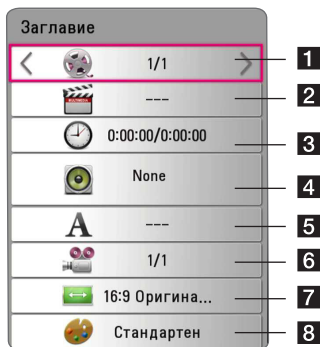 Заглавие
1/1 1
--- 2
0:00:00/0:00:00 3
None 4
A --- 5
1/1 6
16:9 Оригина... 7
Стандартен 8